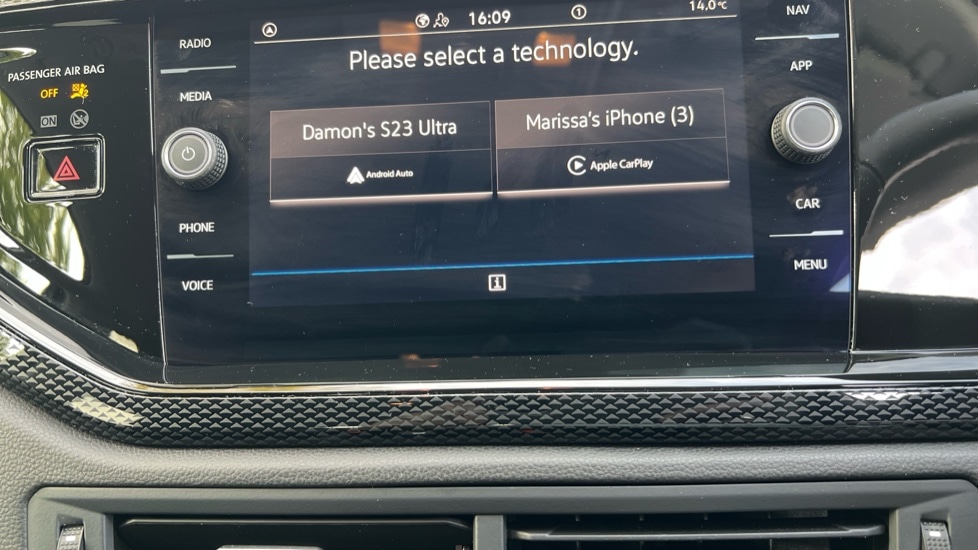 16:09
1
14.0°C
Please select a technology.
Damon's S23 Ultra
Android Auto
Marissa's iPhone (3)
Apple CarPlay
i
PASSENGER AIR BAG
OFF
ON
RADIO
MEDIA
PHONE
VOICE
NAV
APP
CAR
MENU